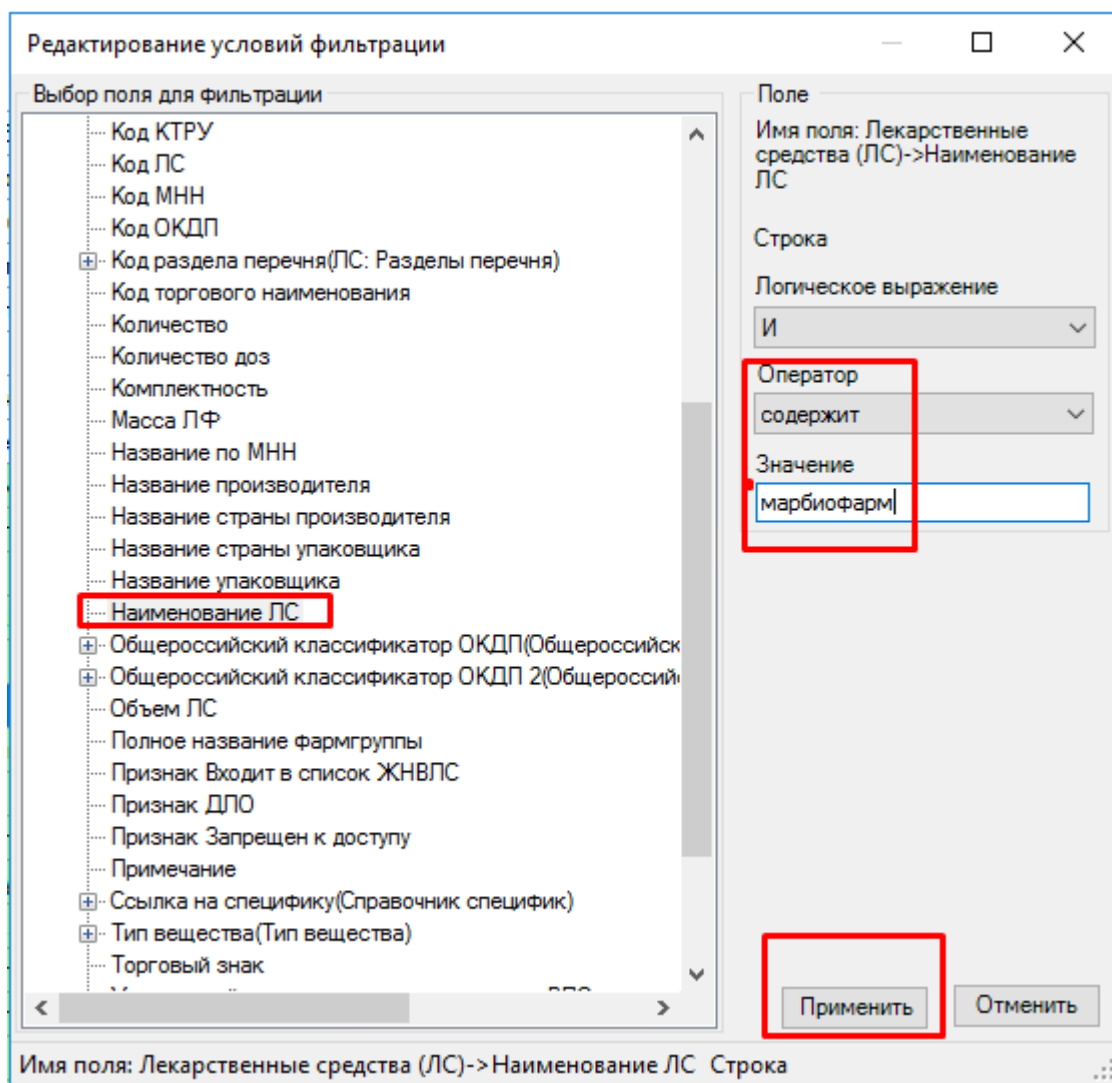 Редактирование условий фильтрации
Выбор поля для фильтрации
Код КТРУ
Код ЛС
Код МНН
Код ОКДП
Код раздела перечня(ЛС: Разделы перечня)
Код торгового наименования
Количество
Количество доз
Комплектность
Масса ЛФ
Название по МНН
Название производителя
Название страны производителя
Название страны упаковщика
Название упаковщика
Наименование ЛС
Общероссийский классификатор ОКДП(Общероссийск
Общероссийский классификатор ОКДП 2(Общероссий
Объем ЛС
Полное название фармгруппы
Признак Входит в список ЖНВЛС
Признак ДЛО
Признак Запрещен к доступу
Примечание
Ссылка на специфику(Справочник специфик)
Тип вещества(Тип вещества)
Торговый знак
Поле
Имя поля: Лекарственные
средства (ЛС)->Наименование
ЛС
Строка
Логическое выражение
И
Оператор
содержит
Значение
марбиофарм
Применить
Отменить
Имя поля: Лекарственные средства (ЛС)->Наименование ЛС Строка